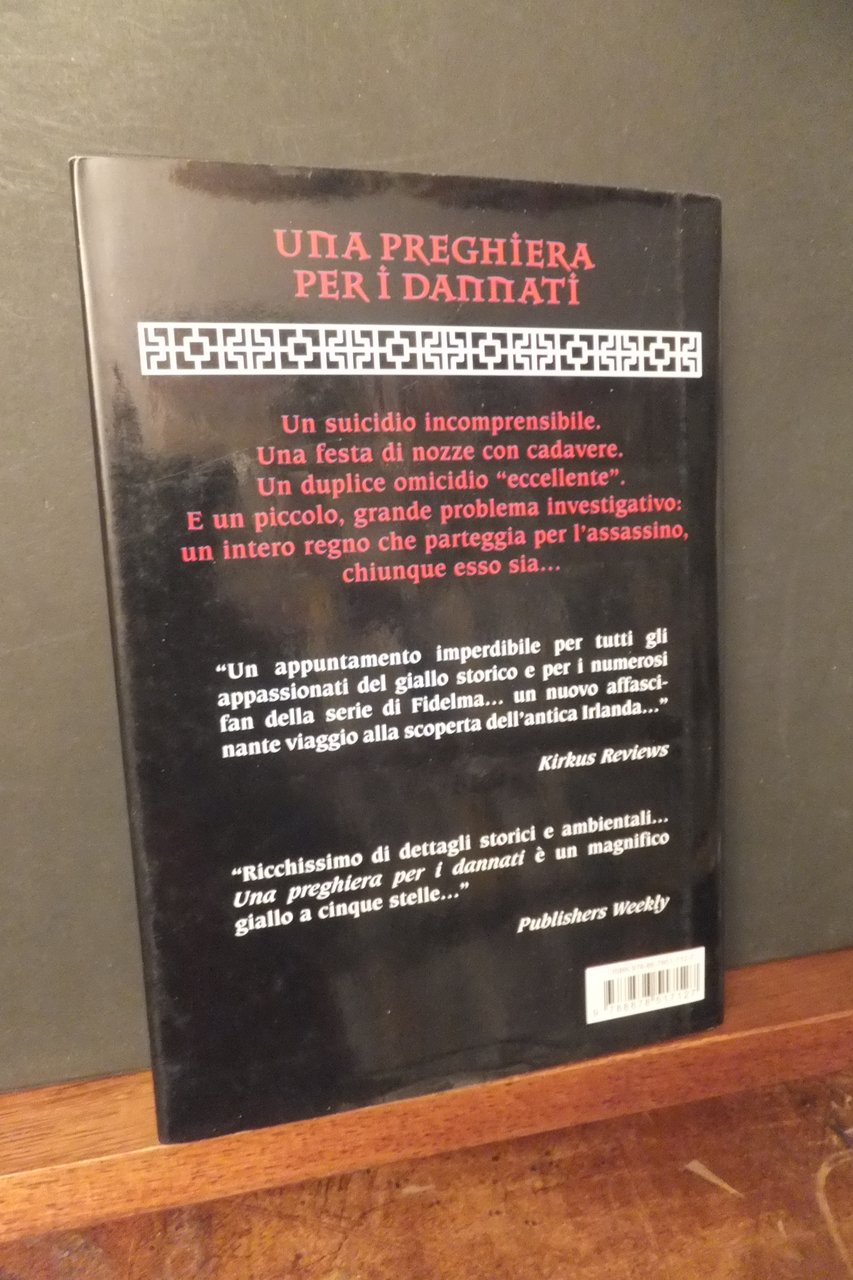 UNA PREGHIERA
PER I DANNATI
Un suicidio incomprensibile.
Una festa di nozze con cadavere.
Un duplice omicidio “eccellente”.
E un piccolo, grande problema investigativo:
un intero regno che parteggia per l’assassino,
chiunque esso sia...
“Un appuntamento imperdibile per tutti gli
appassionati del giallo storico e per i numerosi
fan della serie di Fidelma... un nuovo affasci-
nante viaggio alla scoperta dell’antica Irlanda...”
Kirkus Reviews
“Ricchissimo di dettagli storici e ambientali...
Una preghiera per i dannati è un magnifico
giallo a cinque stelle...”
Publishers Weekly
9 788878 517127